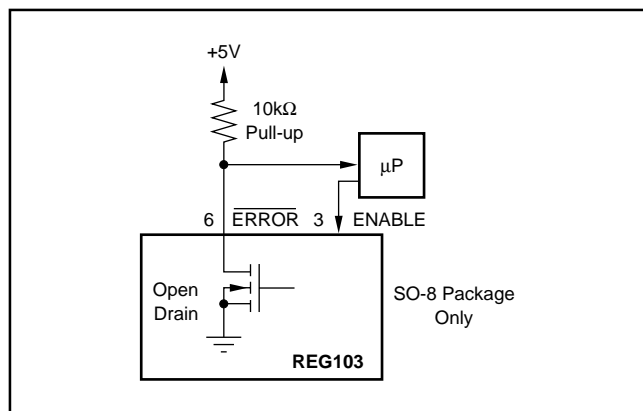 +5V
10kΩ
Pull-up
μP
6 ERROR 3 ENABLE
Open
Drain
SO-8 Package
Only
REG103